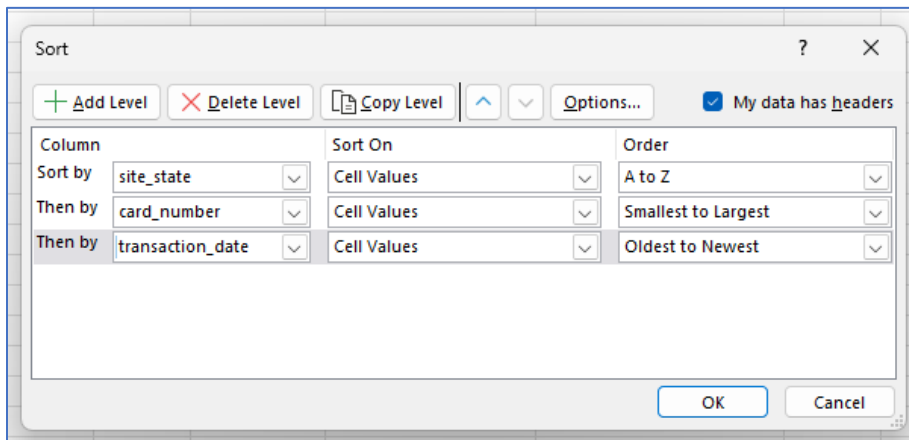 Sort ?
Add Level Delete Level Copy Level Options... My data has headers
Column Sort On Order
Sort by site_state Cell Values A to Z
Then by card_number Cell Values Smallest to Largest
Then by transaction_date Cell Values Oldest to Newest
OK Cancel